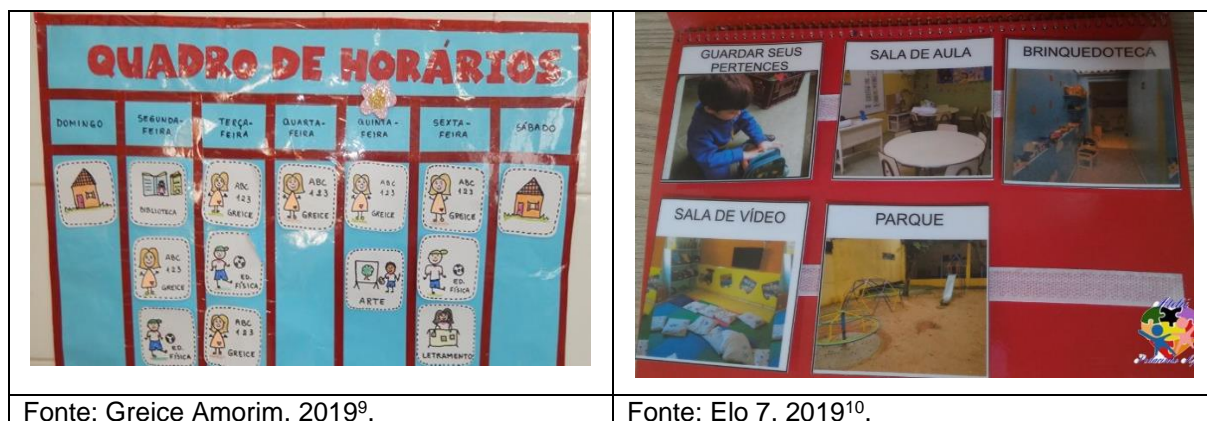 QUADRO DE HORÁRIOS
DOMINGO
SEGUNDA-
FEIRA
TERÇA-
FEIRA
QUARTA-
FEIRA
QUINTA-
FEIRA
SEXTA-
FEIRA
SÁBADO
BIBLIOTECA
ABC
123
GREICE
ABC
123
GREICE
ABC
123
GREICE
ABC
123
GREICE
ABC
123
GREICE
ED.
FÍSICA
ARTE
ED.
FÍSICA
ED.
FÍSICA
ABC
123
GREICE
LETRAMENTO
Fonte: Greice Amorim, 2019⁹.
GUARDAR SEUS
PERTENCES
SALA DE AULA
BRINQUEDOTECA
SALA DE VÍDEO
PARQUE
Fonte: Elo 7, 2019¹⁰.